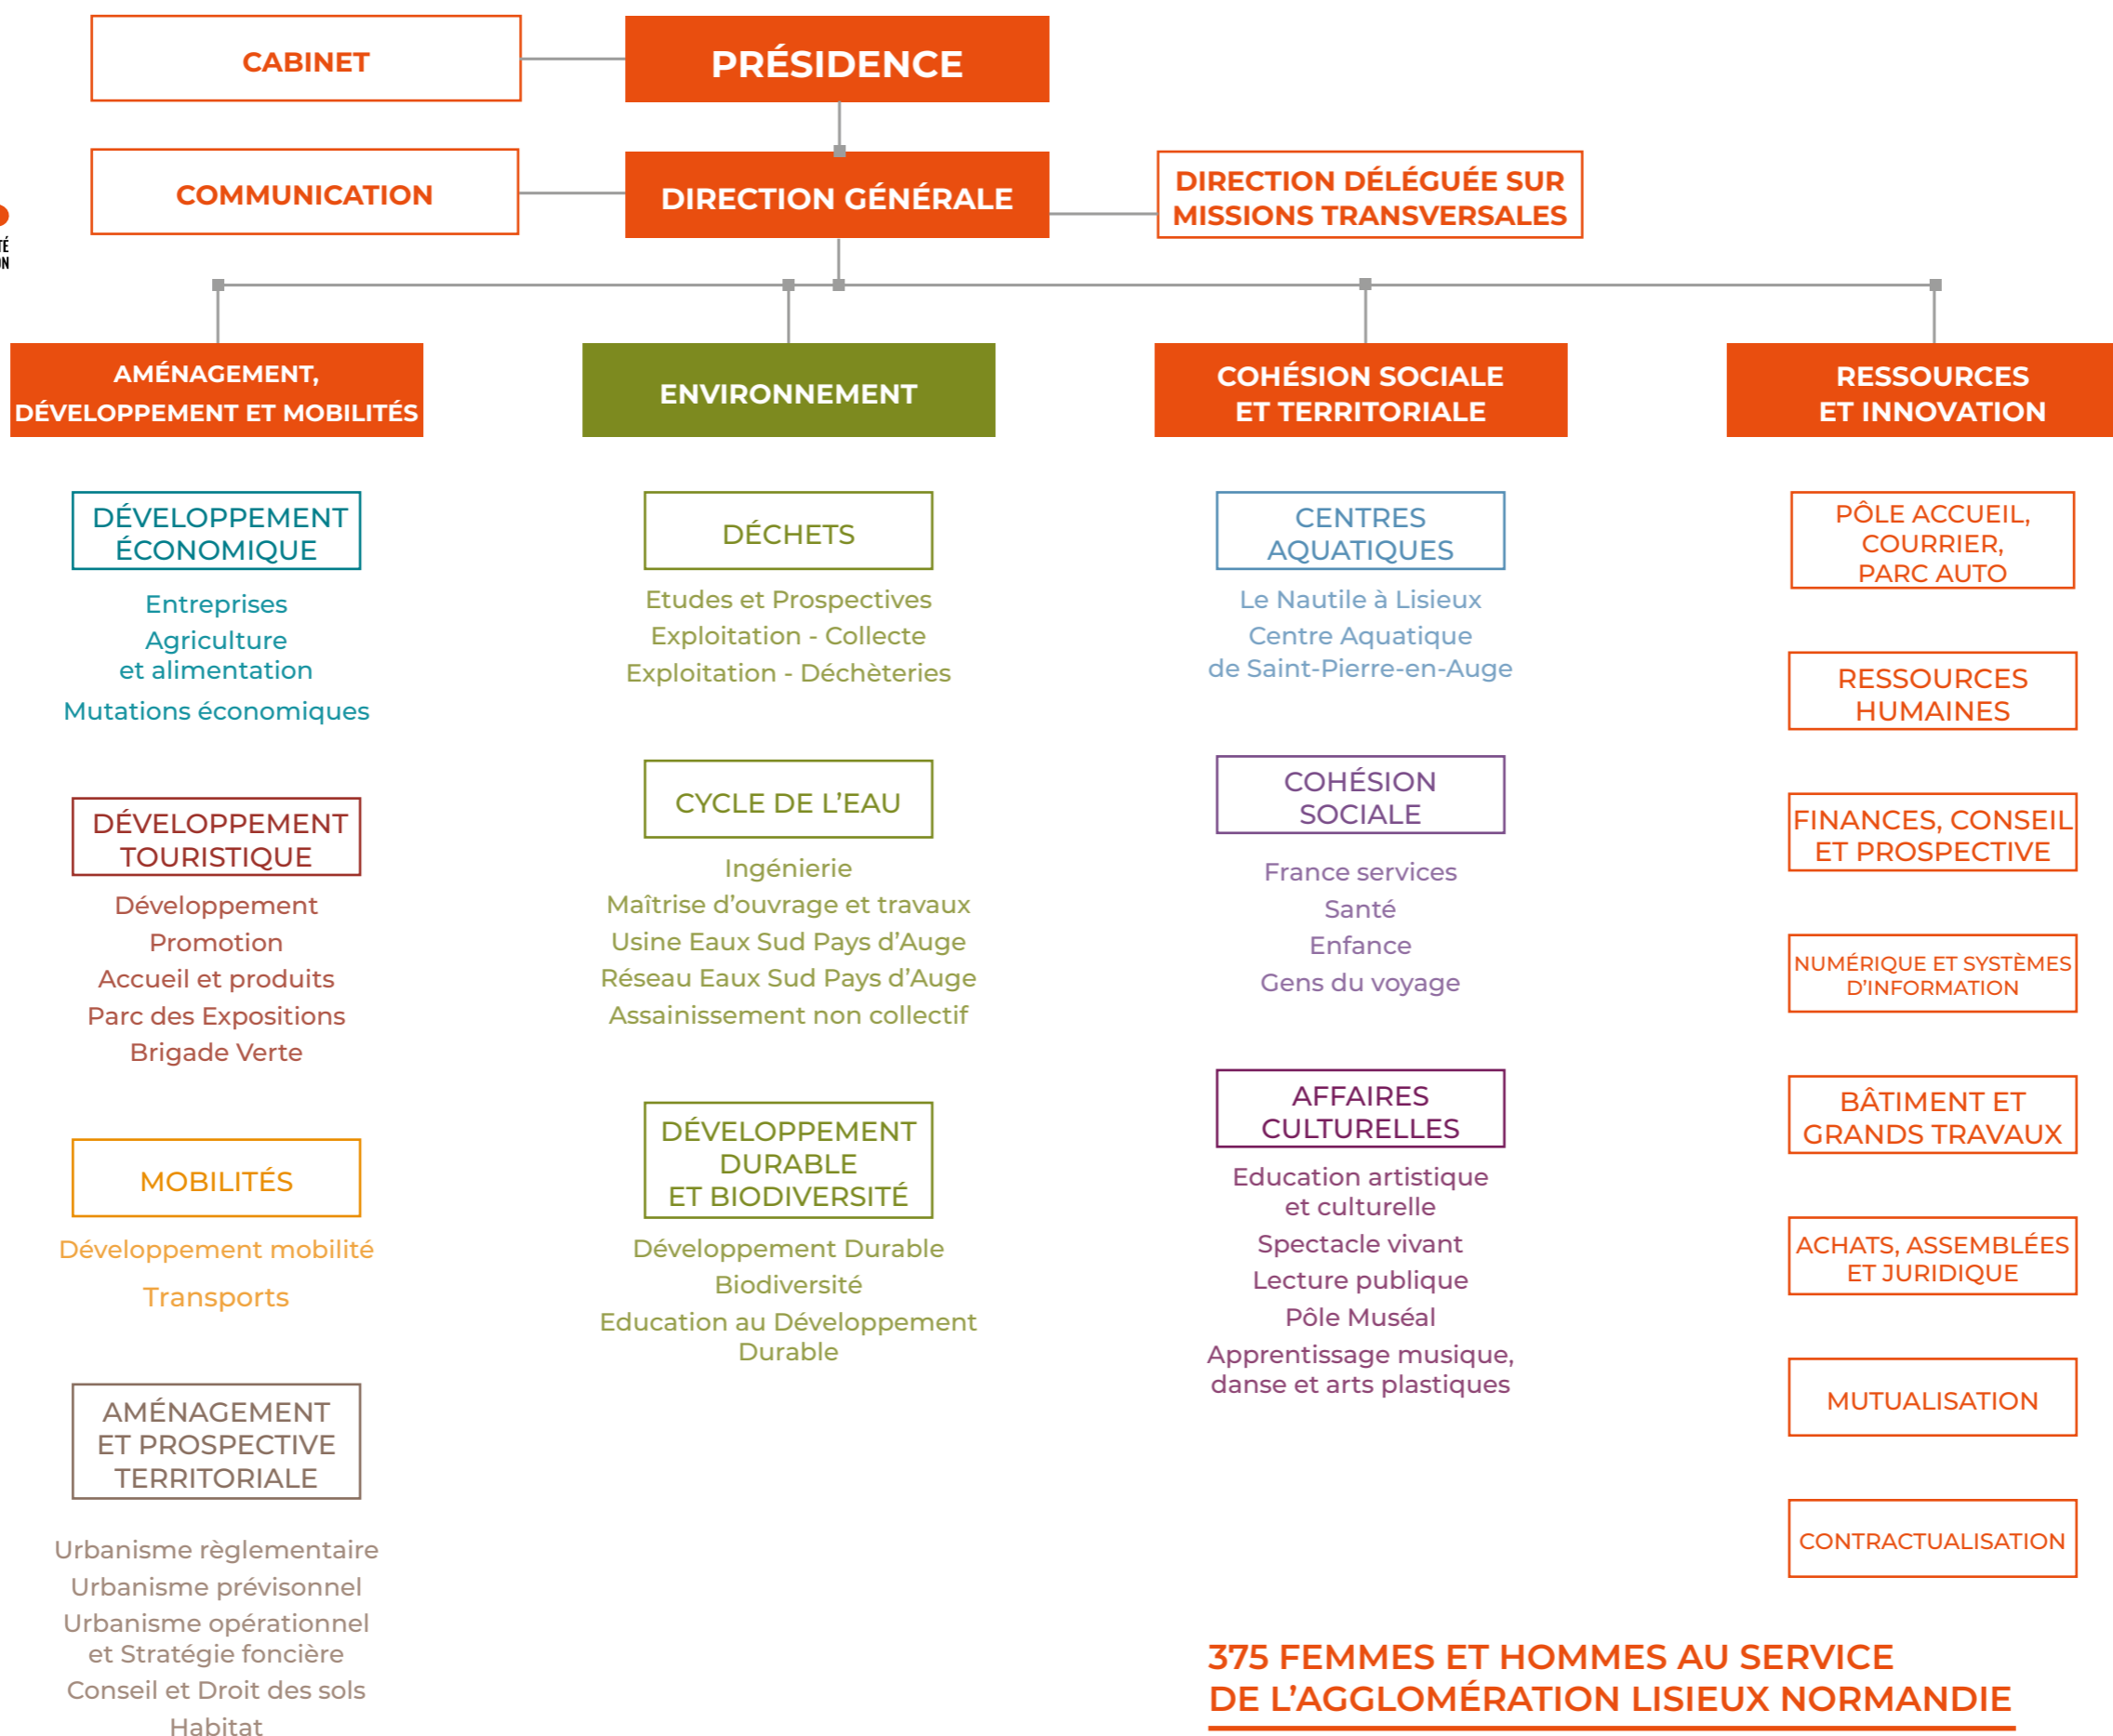 CABINET
PRÉSIDENCE
COMMUNICATION
DIRECTION GÉNÉRALE
DIRECTION DÉLÉGUÉE SUR
MISSIONS TRANSVERSALES
AMÉNAGEMENT,
DÉVELOPPEMENT ET MOBILITÉS
DÉVELOPPEMENT
ÉCONOMIQUE
Entreprises
Agriculture
et alimentation
Mutations économiques
DÉVELOPPEMENT
TOURISTIQUE
Développement
Promotion
Accueil et produits
Parc des Expositions
Brigade Verte
MOBILITÉS
Développement mobilité
Transports
AMÉNAGEMENT
ET PROSPECTIVE
TERRITORIALE
Urbanisme règlementaire
Urbanisme prévisonnel
Urbanisme opérationnel
et Stratégie foncière
Conseil et Droit des sols
Habitat
ENVIRONNEMENT
DÉCHETS
Etudes et Prospectives
Exploitation - Collecte
Exploitation - Déchèteries
CYCLE DE L’EAU
Ingénierie
Maîtrise d’ouvrage et travaux
Usine Eaux Sud Pays d’Auge
Réseau Eaux Sud Pays d’Auge
Assainissement non collectif
DÉVELOPPEMENT
DURABLE
ET BIODIVERSITÉ
Développement Durable
Biodiversité
Education au Développement
Durable
COHÉSION SOCIALE
ET TERRITORIALE
CENTRES
AQUATIQUES
Le Nautile à Lisieux
Centre Aquatique
de Saint-Pierre-en-Auge
COHÉSION
SOCIALE
France services
Santé
Enfance
Gens du voyage
AFFAIRES
CULTURELLES
Education artistique
et culturelle
Spectacle vivant
Lecture publique
Pôle Muséal
Apprentissage musique,
danse et arts plastiques
RESSOURCES
ET INNOVATION
PÔLE ACCUEIL,
COURRIER,
PARC AUTO
RESSOURCES
HUMAINES
FINANCES, CONSEIL
ET PROSPECTIVE
NUMÉRIQUE ET SYSTÈMES
D’INFORMATION
BÂTIMENT ET
GRANDS TRAVAUX
ACHATS, ASSEMBLÉES
ET JURIDIQUE
MUTUALISATION
CONTRACTUALISATION
375 FEMMES ET HOMMES AU SERVICE
DE L’AGGLOMÉRATION LISIEUX NORMANDIE